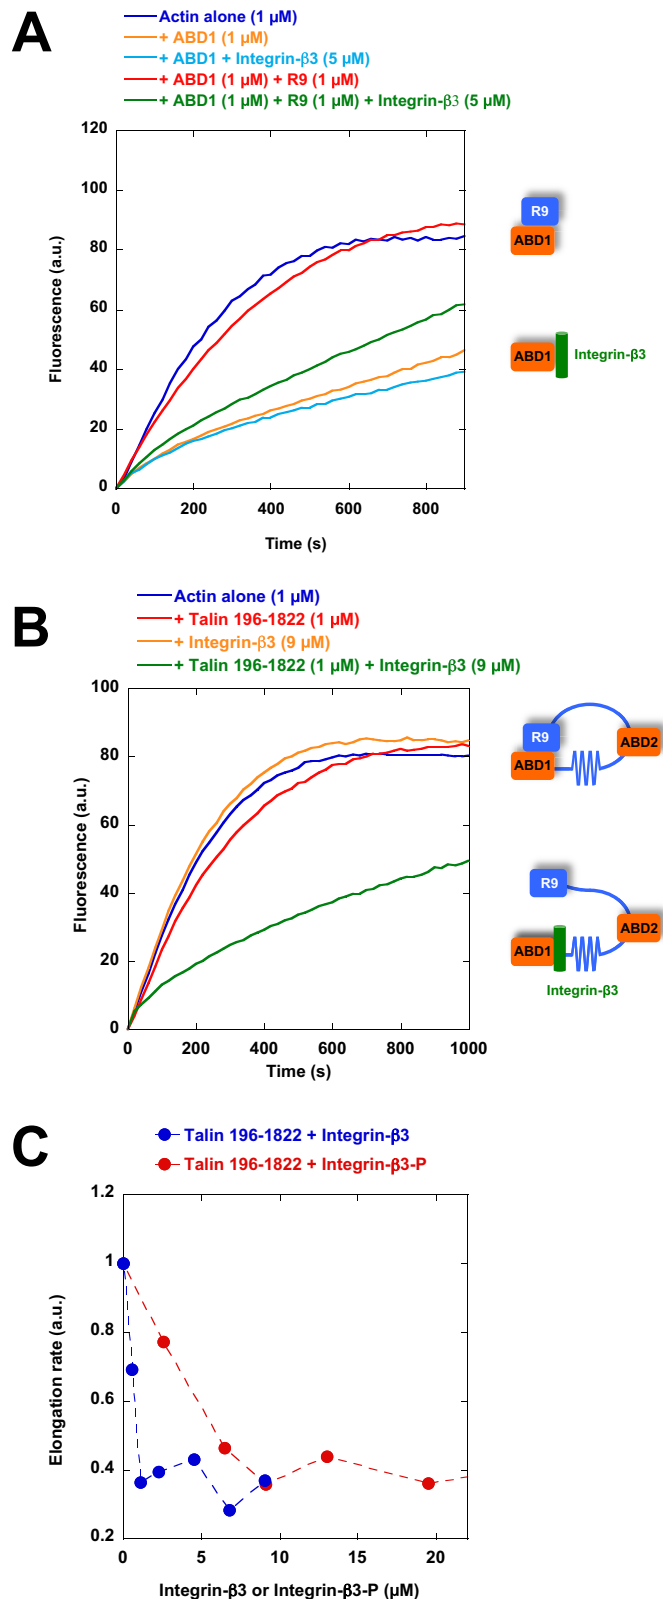 A
Actin alone (1 µM)
+ ABD1 (1 µM)
+ ABD1 + Integrin-β3 (5 µM)
+ ABD1 (1 µM) + R9 (1 µM)
+ ABD1 (1 µM) + R9 (1 µM) + Integrin-β3 (5 µM)
120
100
80
60
40
20
0
Fluorescence (a.u.)
0 200 400 600 800
Time (s)
R9
ABD1
ABD1
Integrin-β3
B
Actin alone (1 µM)
+ Talin 196-1822 (1 µM)
+ Integrin-β3 (9 µM)
+ Talin 196-1822 (1 µM) + Integrin-β3 (9 µM)
100
80
60
40
20
0
Fluorescence (a.u.)
0 200 400 600 800 1000
Time (s)
R9
ABD1
ABD2
R9
ABD1
ABD2
Integrin-β3
C
Talin 196-1822 + Integrin-β3
Talin 196-1822 + Integrin-β3-P
1.2
1
0.8
0.6
0.4
0.2
Elongation rate (a.u.)
0 5 10 15 20
Integrin-β3 or Integrin-β3-P (µM)